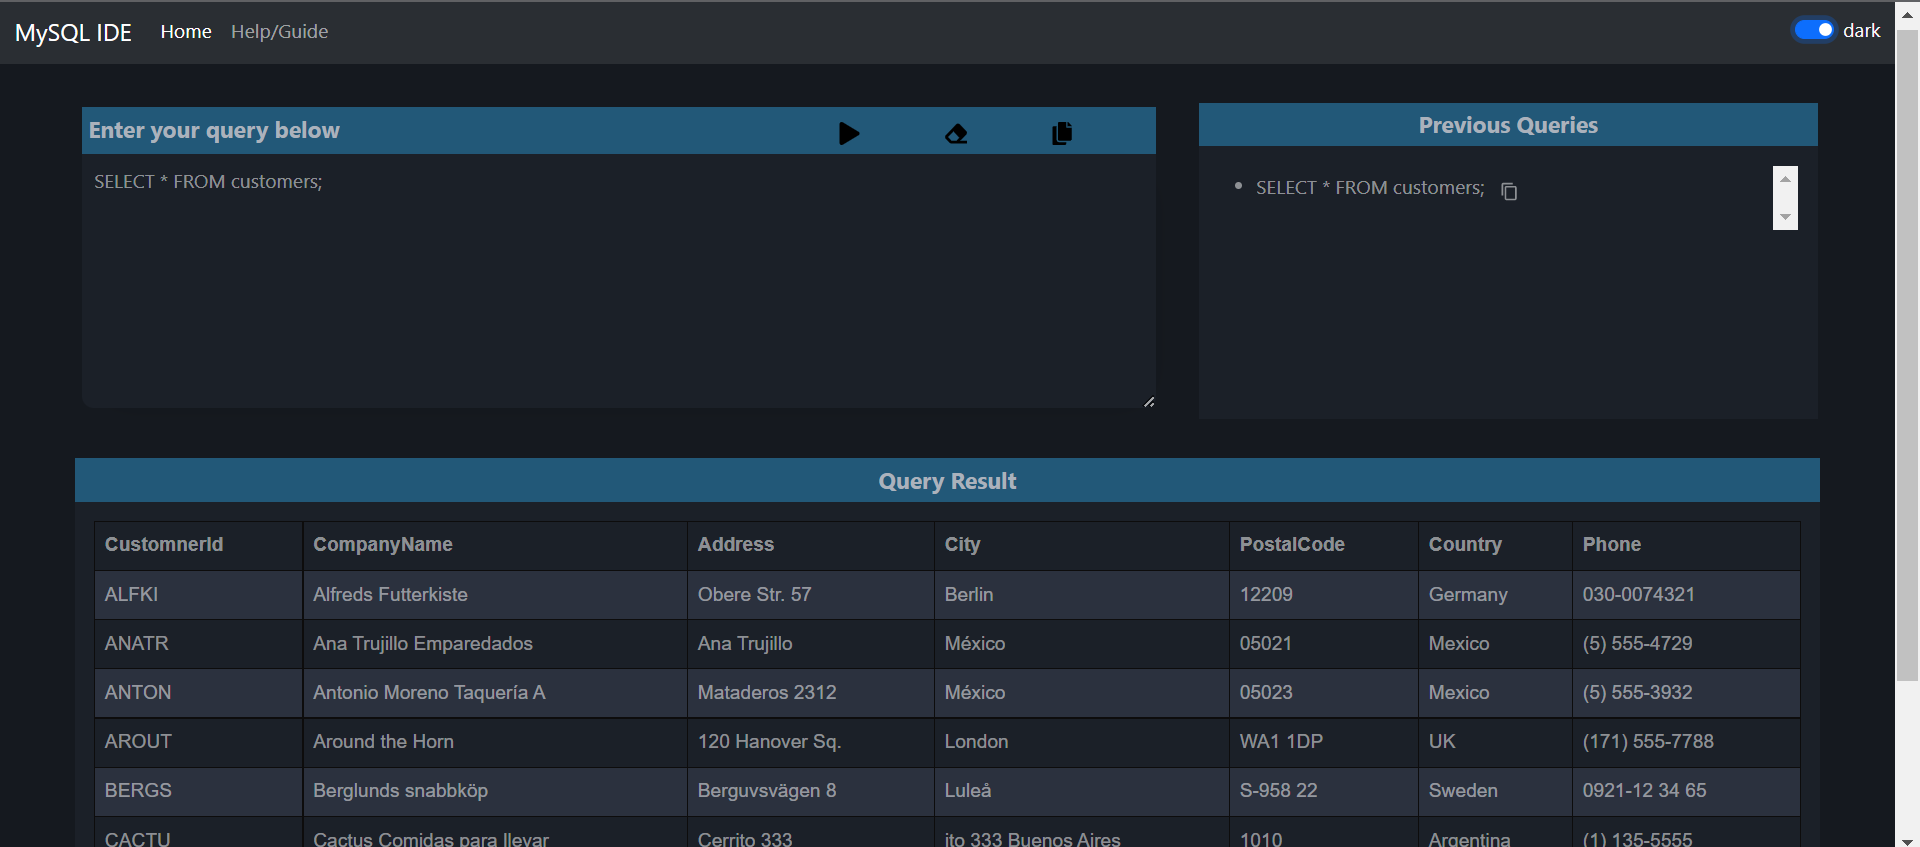 MySQL IDE Home Help/Guide dark
Enter your query below
SELECT * FROM customers;
Previous Queries
SELECT * FROM customers;
Query Result
CustomnerId CompanyName Address City PostalCode Country Phone
ALFKI Alfreds Futterkiste Obere Str. 57 Berlin 12209 Germany 030-0074321
ANATR Ana Trujillo Emparedados Ana Trujillo México 05021 Mexico (5) 555-4729
ANTON Antonio Moreno Taquería A Mataderos 2312 México 05023 Mexico (5) 555-3932
AROUT Around the Horn 120 Hanover Sq. London WA1 1DP UK (171) 555-7788
BERGS Berglunds snabbköp Berguvsvägen 8 Luleå S-958 22 Sweden 0921-12 34 65
CACTU Cactus Comidas para llevar Cerrito 333 ito 333 Buenos Aires 1010 Argentina (1) 135-5555